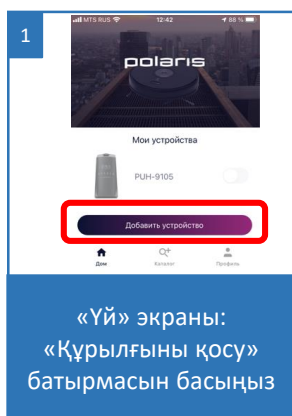 1
MTS RUS 12:42 88 %
polaris
Мои устройства
PUH-9105
Добавить устройство
Дом Каталог Профиль
«Үй» экраны:
«Құрылғыны қосу»
батырмасын басыңыз